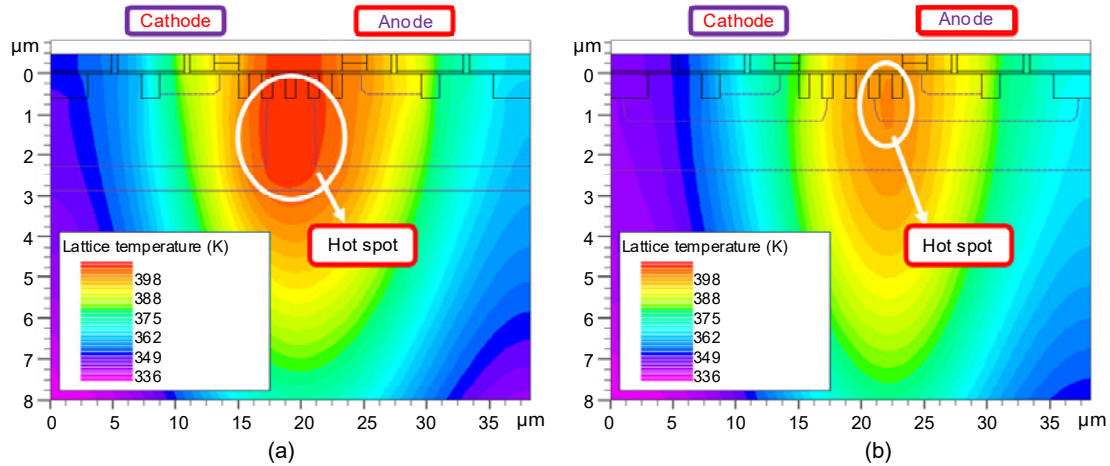 Cathode Anode
µm
0
1
2
3
4
5
6
7
8
Hot spot
Lattice temperature (K)
398
388
375
362
349
336
0 5 10 15 20 25 30 35 µm
(a)
Cathode Anode
µm
0
1
2
3
4
5
6
7
8
Hot spot
Lattice temperature (K)
398
388
375
362
349
336
0 5 10 15 20 25 30 35 µm
(b)